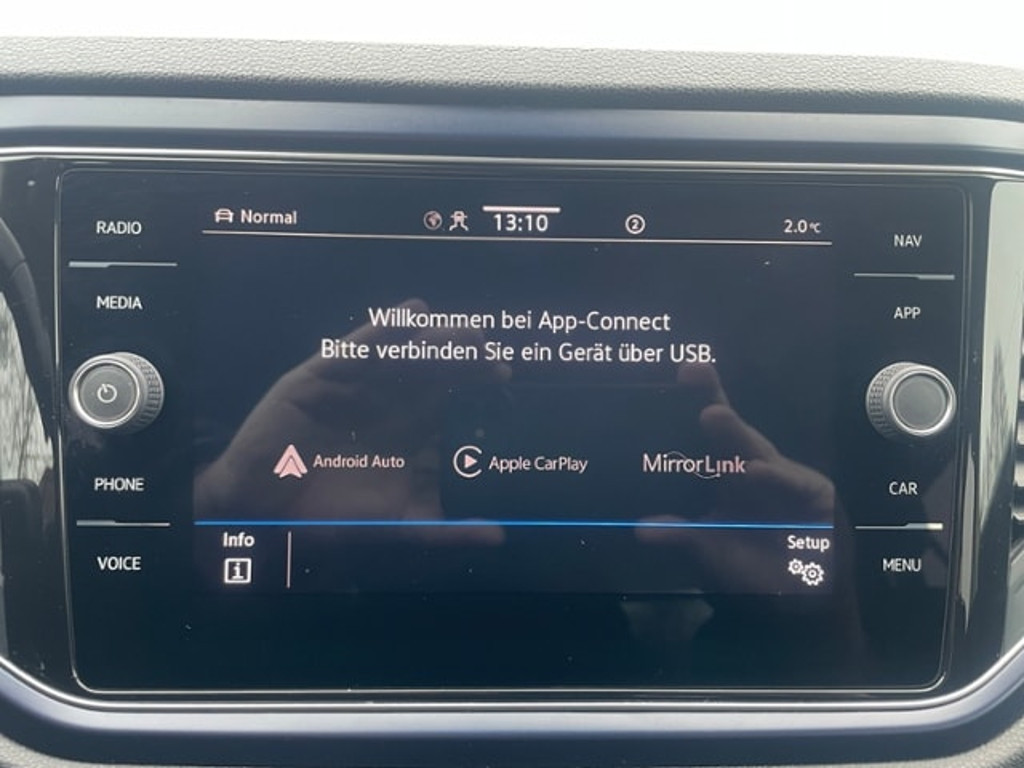 RADIO
MEDIA
PHONE
VOICE
Normal
13:10
2
2.0°C
Willkommen bei App-Connect
Bitte verbinden Sie ein Gerät über USB.
Android Auto
Apple CarPlay
MirrorLink
Info
i
Setup
NAV
APP
CAR
MENU